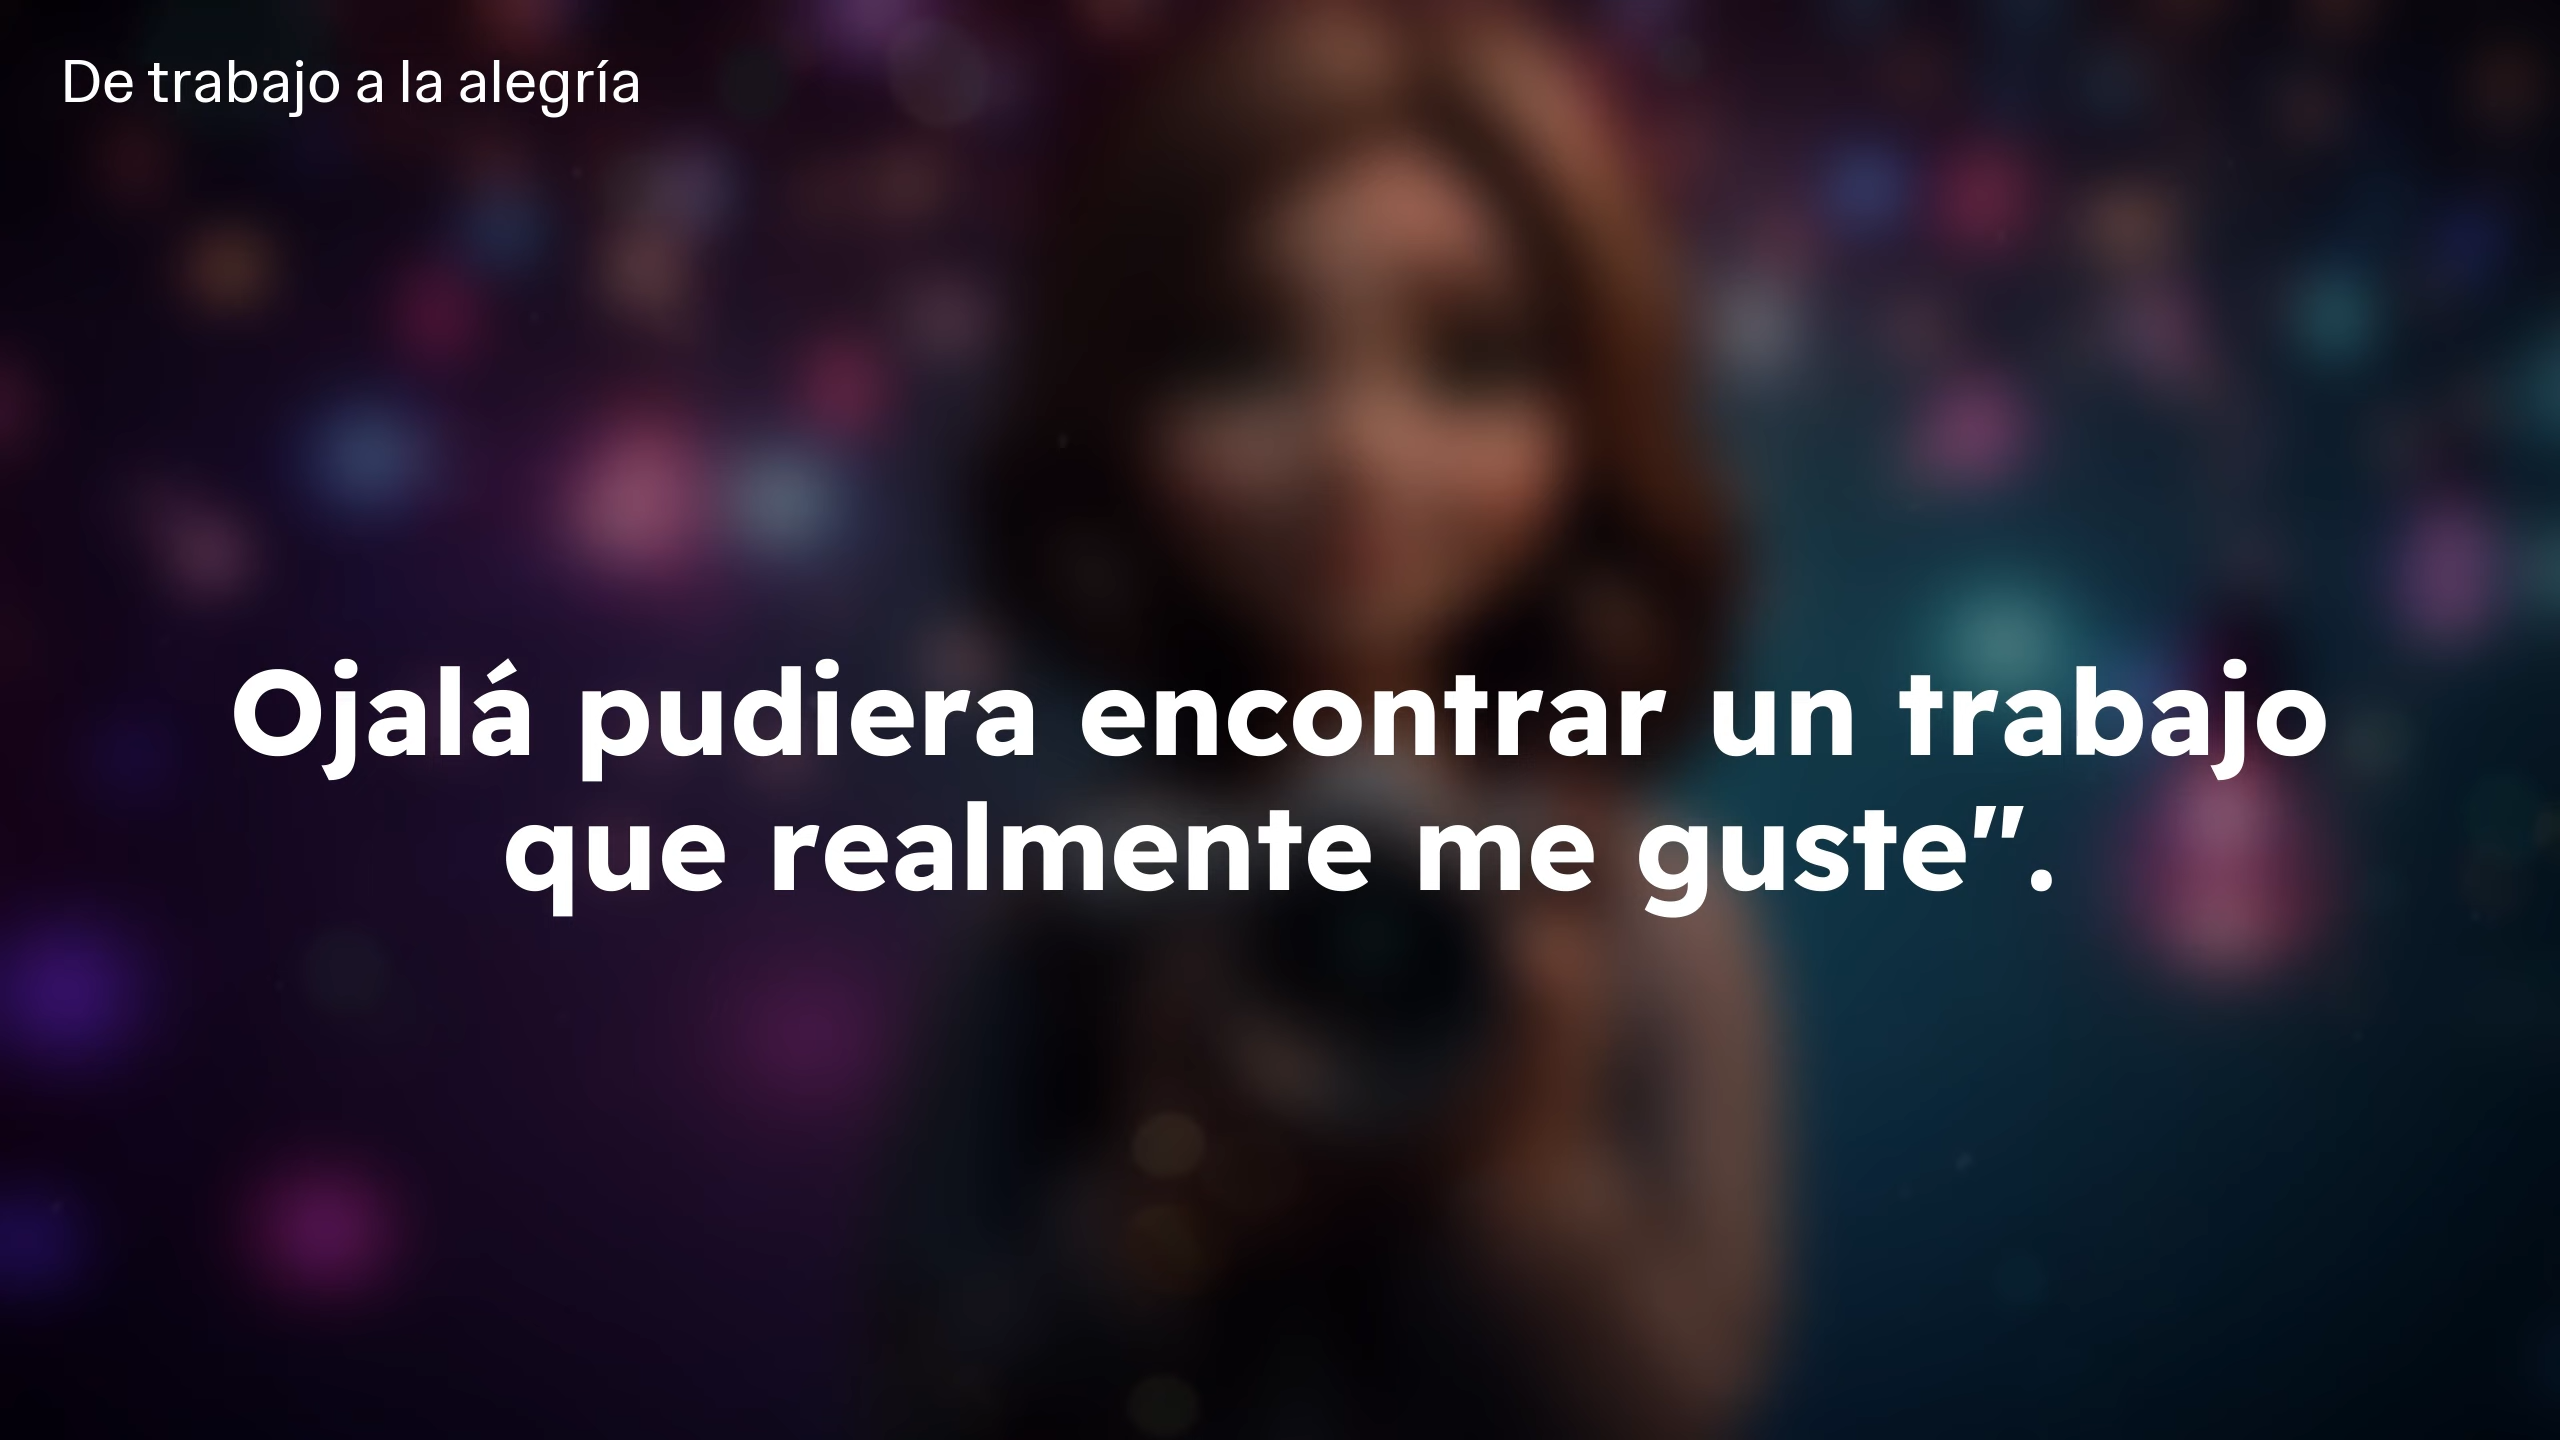 De trabajo a la alegría
Ojalá pudiera encontrar un trabajo
que realmente me guste".